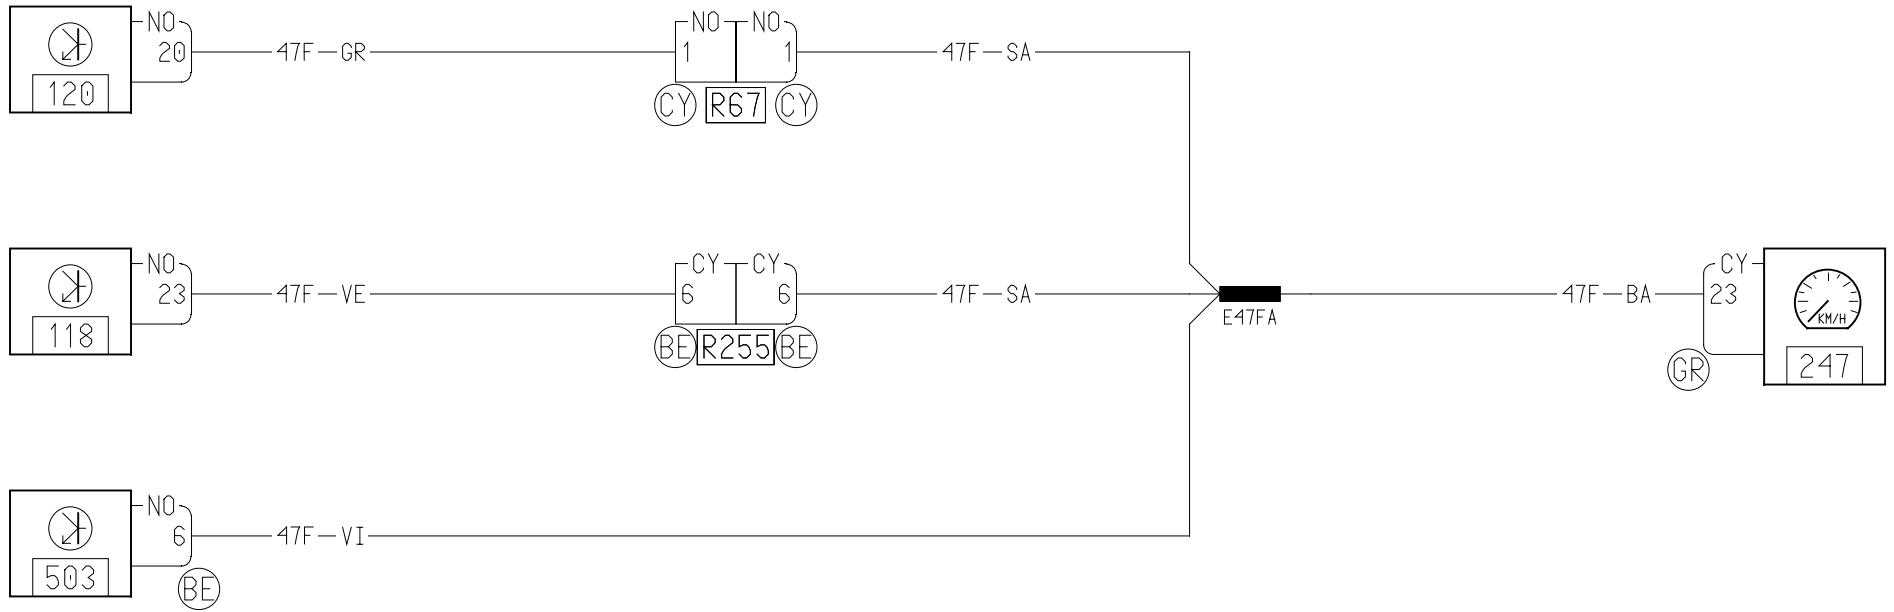 NO NO NO
20 47F GR 1 1 47F SA
120 CY R67 CY
NO CY CY CY
23 47F VE 6 6 47F SA 47F BA 23
E47FA KM/H
118 BE R255 BE GR 247
NO
6 47F VI
503 BE